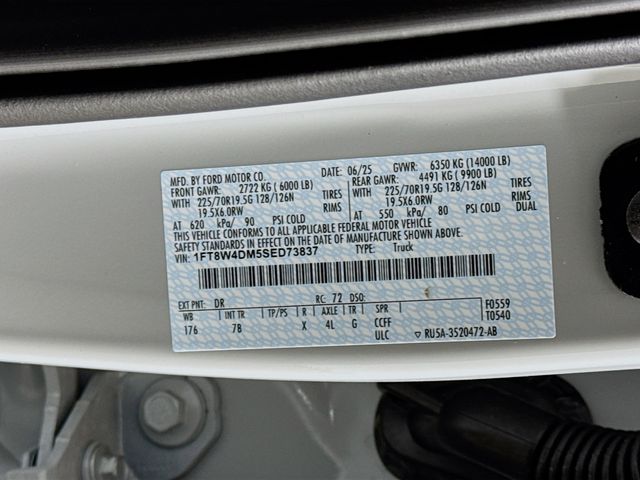 MFD. BY FORD MOTOR CO. DATE: 06/25 GVWR: 6350 KG (14000 LB)
FRONT GAWR: 2722 KG (6000 LB) REAR GAWR: 4491 KG (9900 LB)
WITH 225/70R19.5G 128/126N TIRES WITH 225/70R19.5G 128/126N TIRES
19.5X6.0RW RIMS 19.5X6.0RW RIMS
AT 620 kPa/ 90 PSI COLD AT 550 kPa/ 80 PSI COLD DUAL
THIS VEHICLE CONFORMS TO ALL APPLICABLE FEDERAL MOTOR VEHICLE
SAFETY STANDARDS IN EFFECT ON THE DATE OF MANUFACTURE SHOWN ABOVE.
VIN: 1FT8W4DM5SED73837 TYPE: Truck
EXT PNT: DR RC: 72 DSO:
WB INT TR TP/PS R AXLE TR SPR F0559
176 7B X 4L G CCFF T0540
ULC ▽ RU5A-3520472-AB